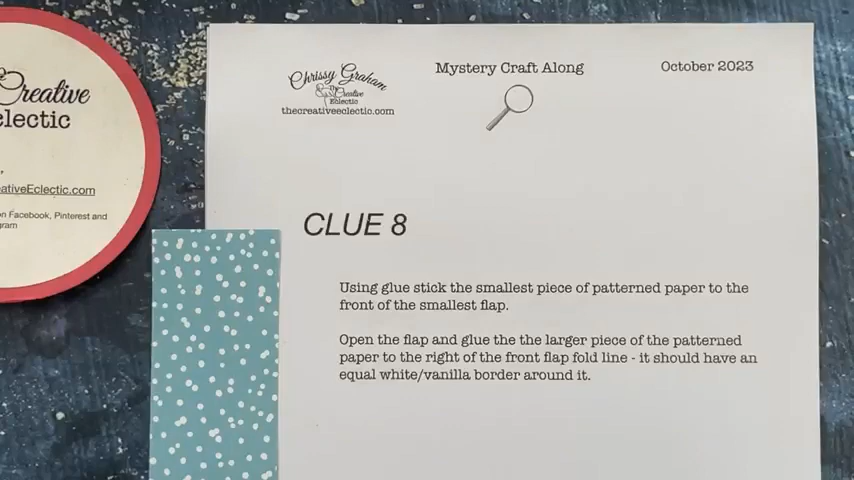 Creative
clectic
ativeEclectic.com
on Facebook, Pinterest and
gram
Chrissy Graham
The
Creative
Eclectic
thecreativeeclectic.com
Mystery Craft Along
October 2023
CLUE 8
Using glue stick the smallest piece of patterned paper to the
front of the smallest flap.
Open the flap and glue the the larger piece of the patterned
paper to the right of the front flap fold line - it should have an
equal white/vanilla border around it.